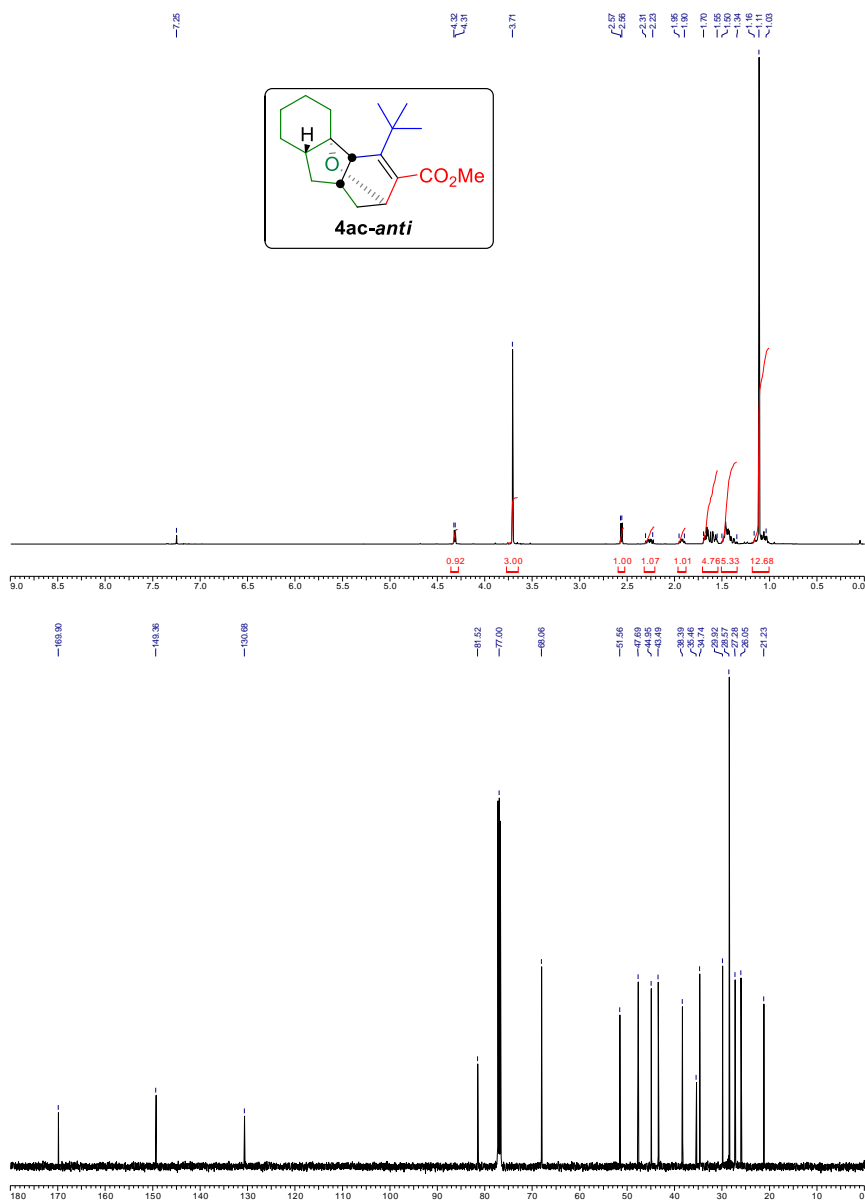 7.25 4.32 4.31 3.71 2.57 2.56 2.31 2.23 1.95 1.90 1.70 1.55 1.50 1.34 1.16 1.11 1.03
H
O
CO2Me
4ac-anti
0.92 3.00 1.00 1.07 1.01 4.76 5.33 12.68
9.0 8.5 8.0 7.5 7.0 6.5 6.0 5.5 5.0 4.5 4.0 3.5 3.0 2.5 2.0 1.5 1.0 0.5 0.0
169.90 149.36 130.68 81.52 77.00 68.06 51.56 47.69 44.95 43.49 38.39 35.46 34.74 29.92 28.57 27.28 26.05 21.23
180 170 160 150 140 130 120 110 100 90 80 70 60 50 40 30 20 10 0